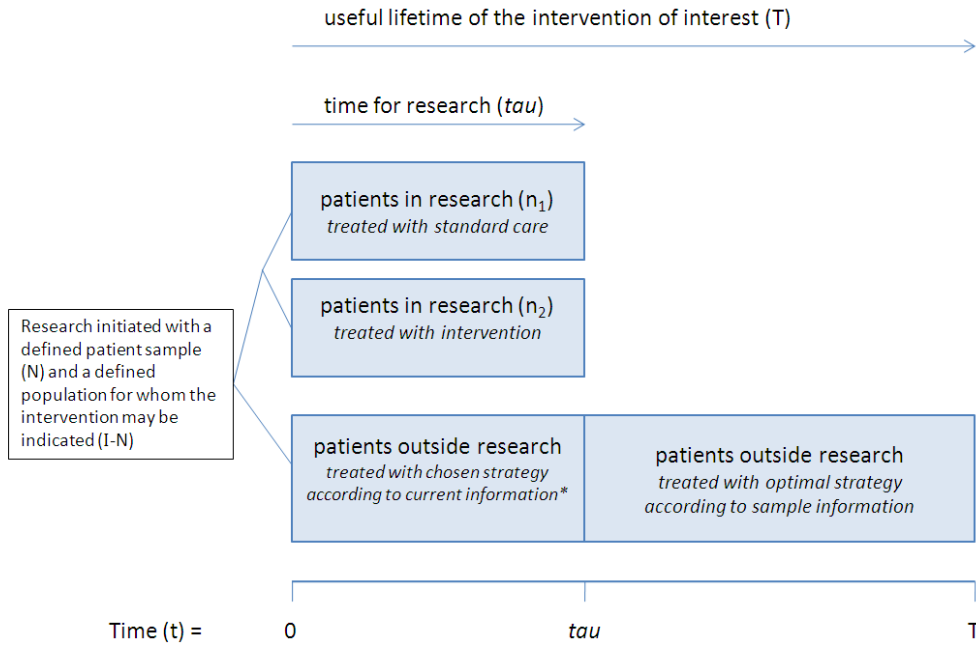 useful lifetime of the intervention of interest (T)
time for research (tau)
patients in research (n₁)
treated with standard care
patients in research (n₂)
treated with intervention
Research initiated with a
defined patient sample
(N) and a defined
population for whom the
intervention may be
indicated (I-N)
patients outside research
treated with chosen strategy
according to current information*
patients outside research
treated with optimal strategy
according to sample information
Time (t) = 0 tau T